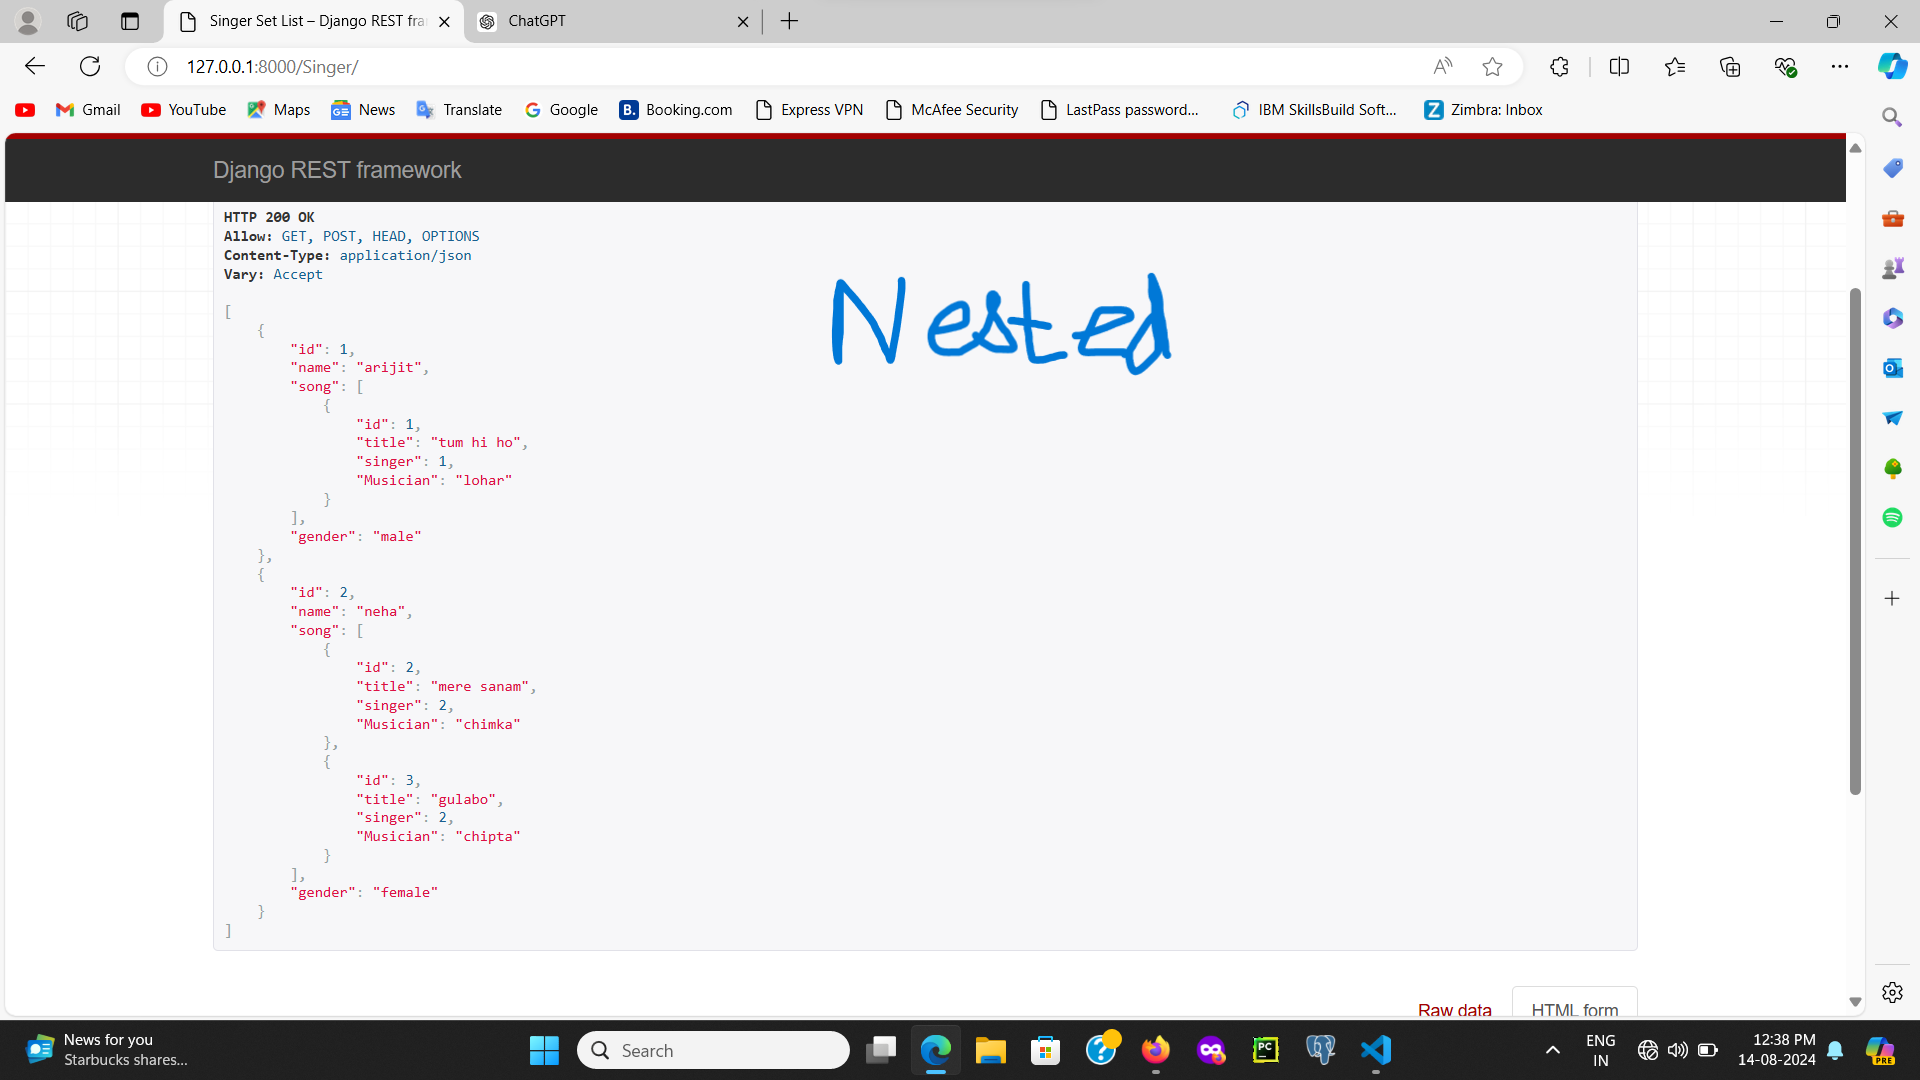 Singer Set List – Django REST fra
ChatGPT
127.0.0.1:8000/Singer/
Gmail YouTube Maps News Translate Google B. Booking.com Express VPN McAfee Security LastPass password... IBM SkillsBuild Soft... Z Zimbra: Inbox
Django REST framework
HTTP 200 OK
Allow: GET, POST, HEAD, OPTIONS
Content-Type: application/json
Vary: Accept
Nested
[
    {
        "id": 1,
        "name": "arijit",
        "song": [
            {
                "id": 1,
                "title": "tum hi ho",
                "singer": 1,
                "Musician": "lohar"
            }
        ],
        "gender": "male"
    },
    {
        "id": 2,
        "name": "neha",
        "song": [
            {
                "id": 2,
                "title": "mere sanam",
                "singer": 2,
                "Musician": "chimka"
            },
            {
                "id": 3,
                "title": "gulabo",
                "singer": 2,
                "Musician": "chipta"
            }
        ],
        "gender": "female"
    }
]
Raw data HTML form
News for you
Starbucks shares...
Search
PC
ENG
IN
12:38 PM
14-08-2024
PRE